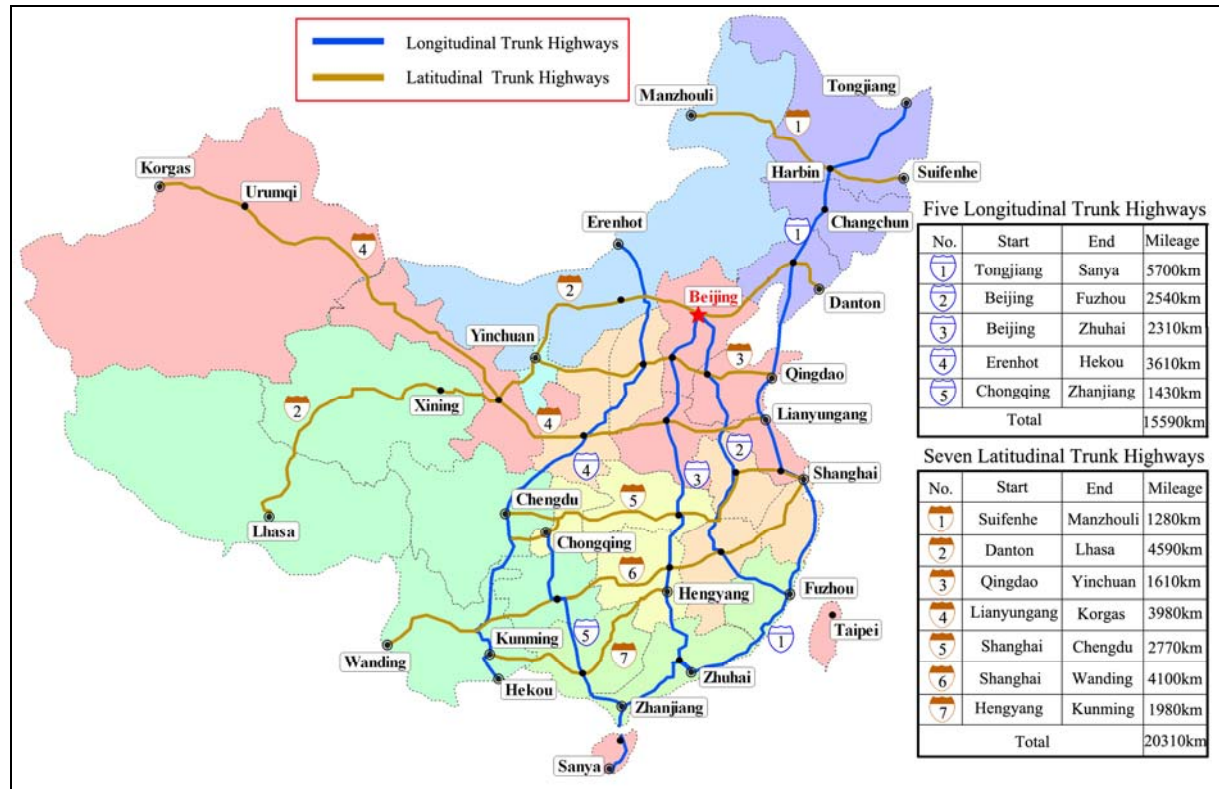 Longitudinal Trunk Highways
Latitudinal Trunk Highways
Tongjiang
Manzhouli
1
Korgas
Harbin
Suifenhe
Urumqi
Erenhot
Changchun
1
4
2
Beijing
Danton
Yinchuan
3
Qingdao
Xining
2
Lianyungang
4
2
4
3
Shanghai
Chengdu
5
Lhasa
Chongqing
6
Hengyang
Fuzhou
Taipei
Kunming
5
7
1
Wanding
Zhuhai
Hekou
Zhanjiang
Sanya
Five Longitudinal Trunk Highways
No. Start End Mileage
1 Tongjiang Sanya 5700km
2 Beijing Fuzhou 2540km
3 Beijing Zhuhai 2310km
4 Erenhot Hekou 3610km
5 Chongqing Zhanjiang 1430km
Total 15590km
Seven Latitudinal Trunk Highways
No. Start End Mileage
1 Suifenhe Manzhouli 1280km
2 Danton Lhasa 4590km
3 Qingdao Yinchuan 1610km
4 Lianyungang Korgas 3980km
5 Shanghai Chengdu 2770km
6 Shanghai Wanding 4100km
7 Hengyang Kunming 1980km
Total 20310km